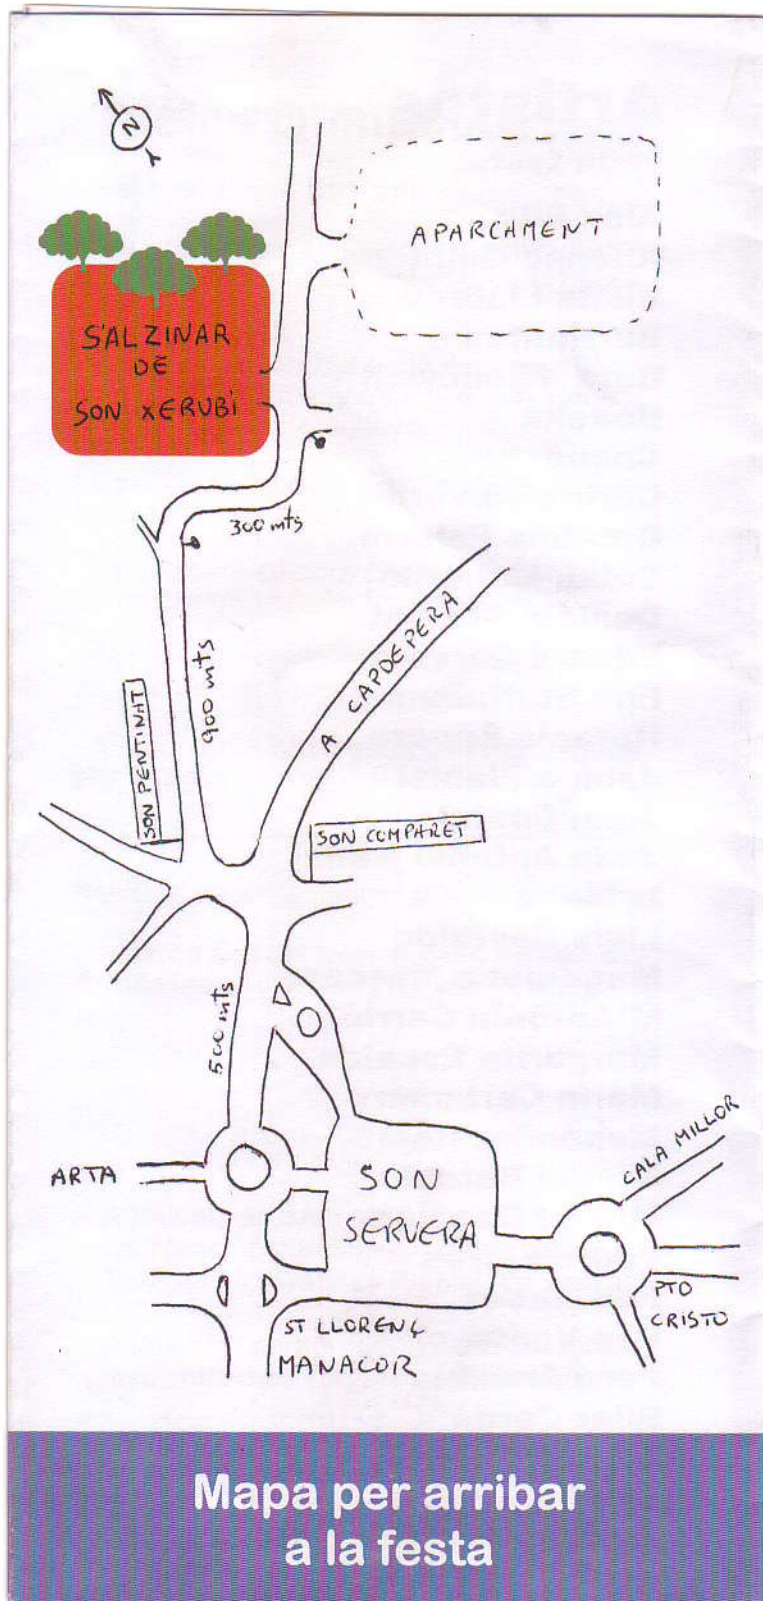 N
APARCAMENT
S'ALZINAR
DE
SON XERUBÌ
300 mts
900 mts
A CAPDEPERA
SON PENTINAT
SON COMPARET
500 mts
ARTA
SON
SERVERA
CALA MILLOR
PTO
CRISTO
ST LLORENÇ
MANACOR
Mapa per arribar
a la festa